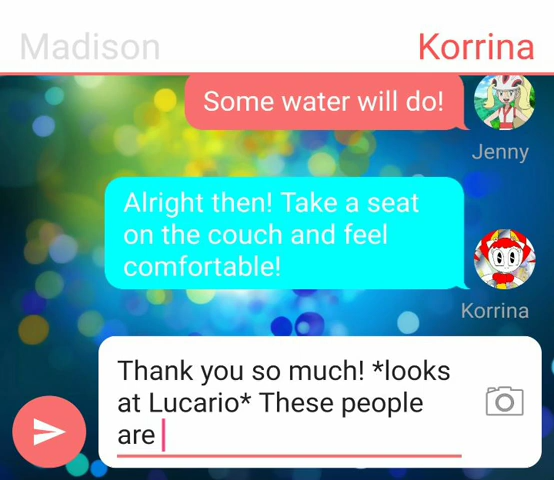 Madison Korrina
Some water will do!
Jenny
Alright then! Take a seat
on the couch and feel
comfortable!
Korrina
Thank you so much! *looks
at Lucario* These people
are